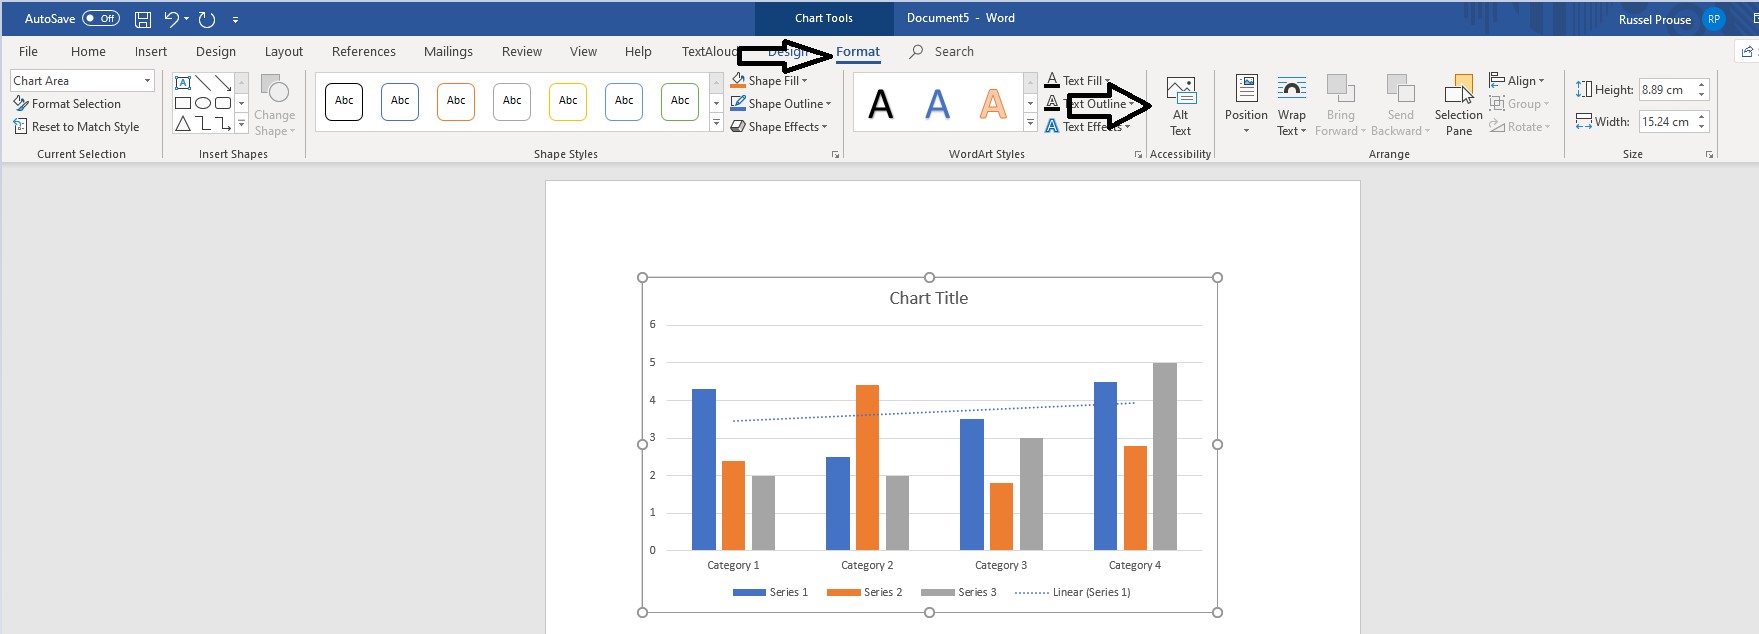 AutoSave Off Chart Tools Document5 - Word Russel Prouse RP
File Home Insert Design Layout References Mailings Review View Help TextAloud Design Format Search
Chart Area
Format Selection
Reset to Match Style
Current Selection
Change
Shape
Insert Shapes
Abc Abc Abc Abc Abc Abc Abc
Shape Fill
Shape Outline
Shape Effects
Shape Styles
A A A
Text Fill
Text Outline
Text Effects
WordArt Styles
Alt
Text
Accessibility
Position
Wrap
Text
Bring
Forward
Send
Backward
Selection
Pane
Align
Group
Rotate
Arrange
Height: 8.89 cm
Width: 15.24 cm
Size
Chart Title
6
5
4
3
2
1
0
Category 1 Category 2 Category 3 Category 4
Series 1 Series 2 Series 3 Linear (Series 1)